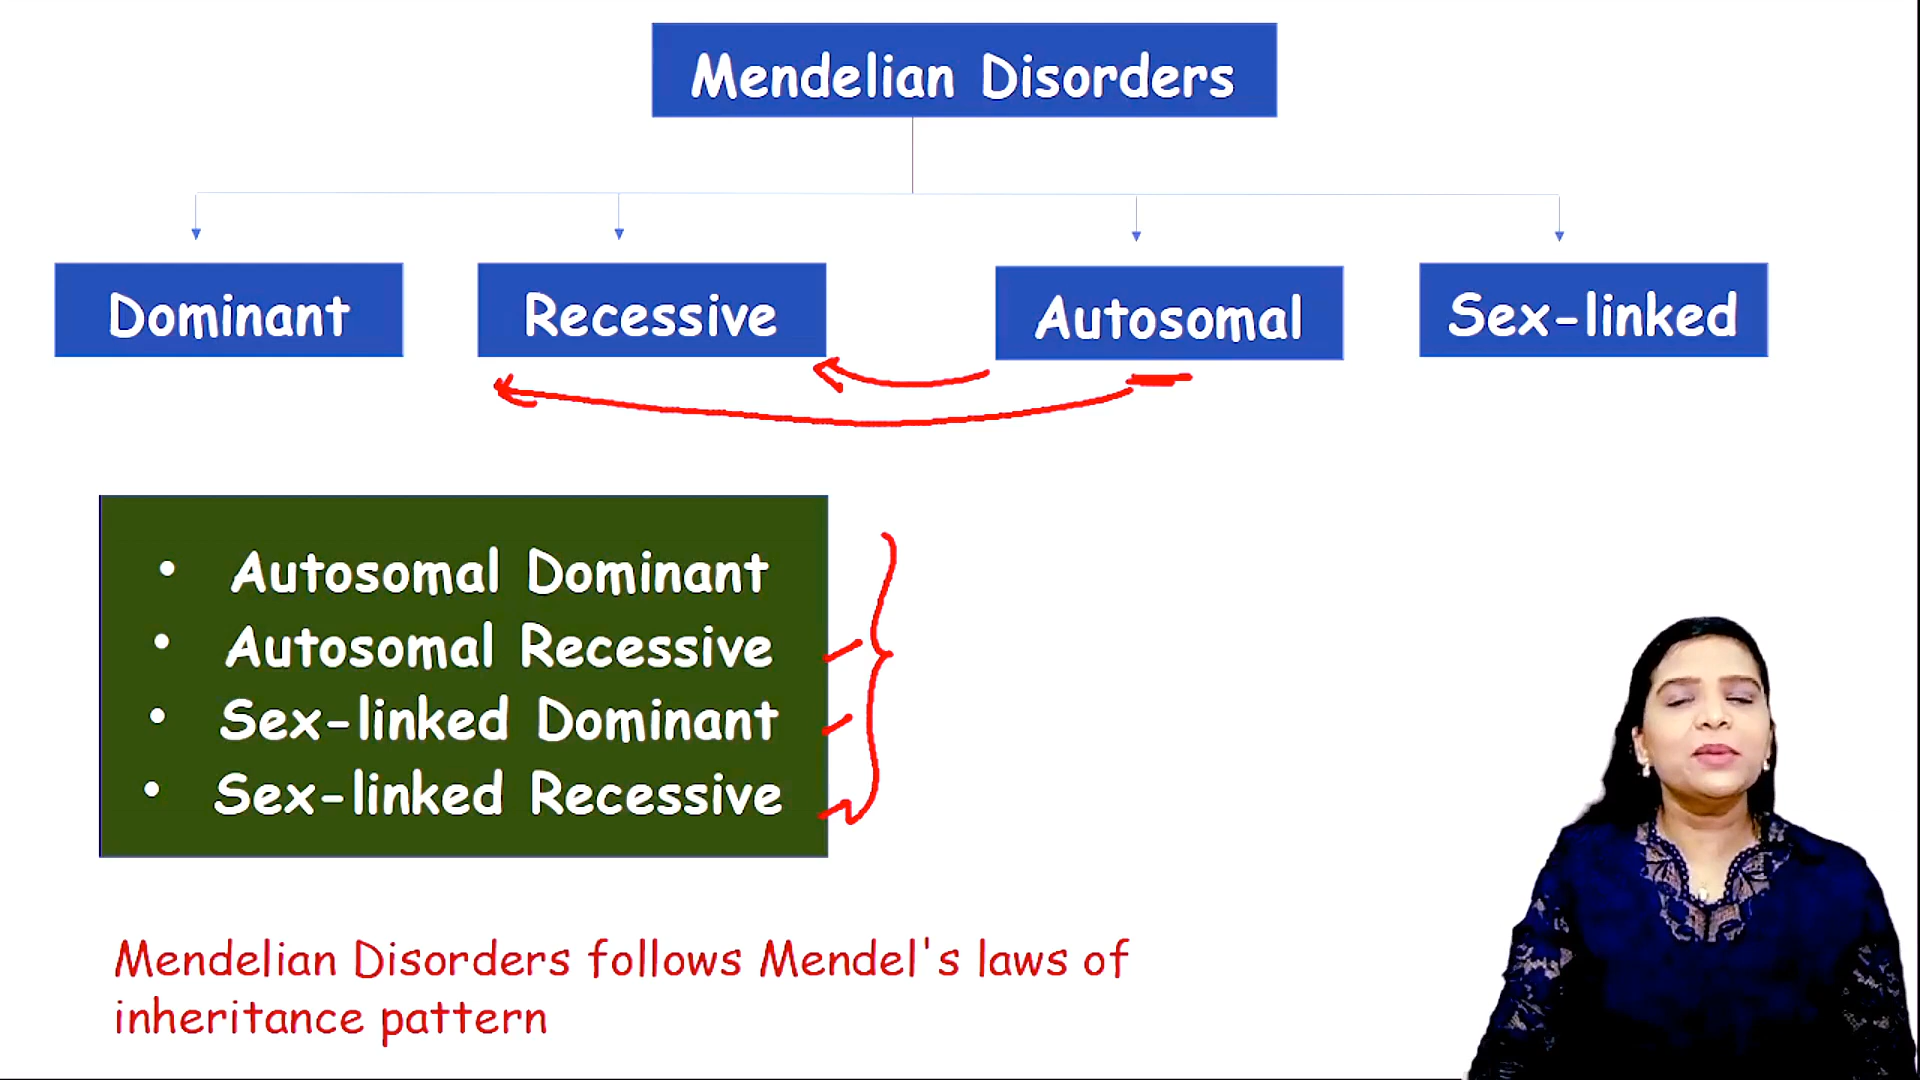 Mendelian Disorders
Dominant
Recessive
Autosomal
Sex-linked
• Autosomal Dominant
• Autosomal Recessive
• Sex-linked Dominant
• Sex-linked Recessive
Mendelian Disorders follows Mendel's laws of
inheritance pattern